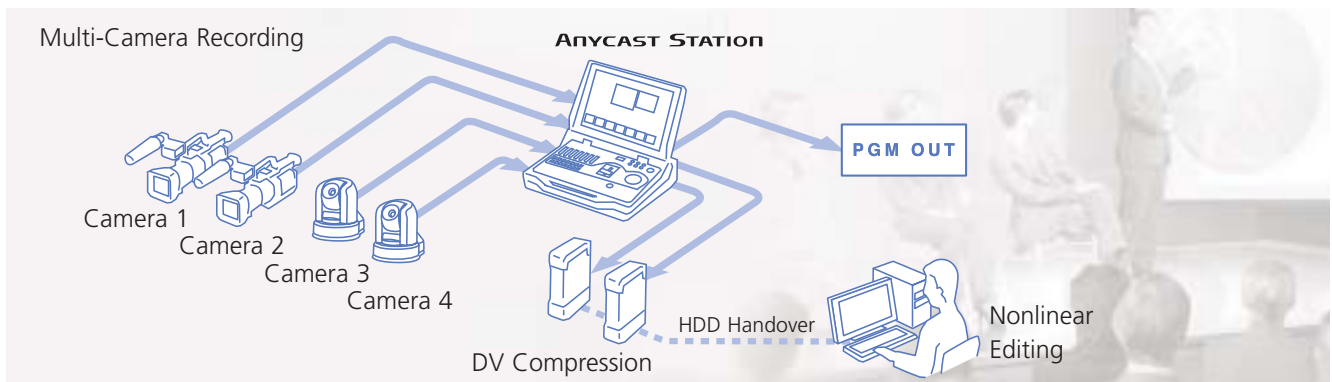 Multi-Camera Recording
ANYCAST STATION
PGM OUT
Camera 1
Camera 2
Camera 3
Camera 4
HDD Handover
Nonlinear
Editing
DV Compression